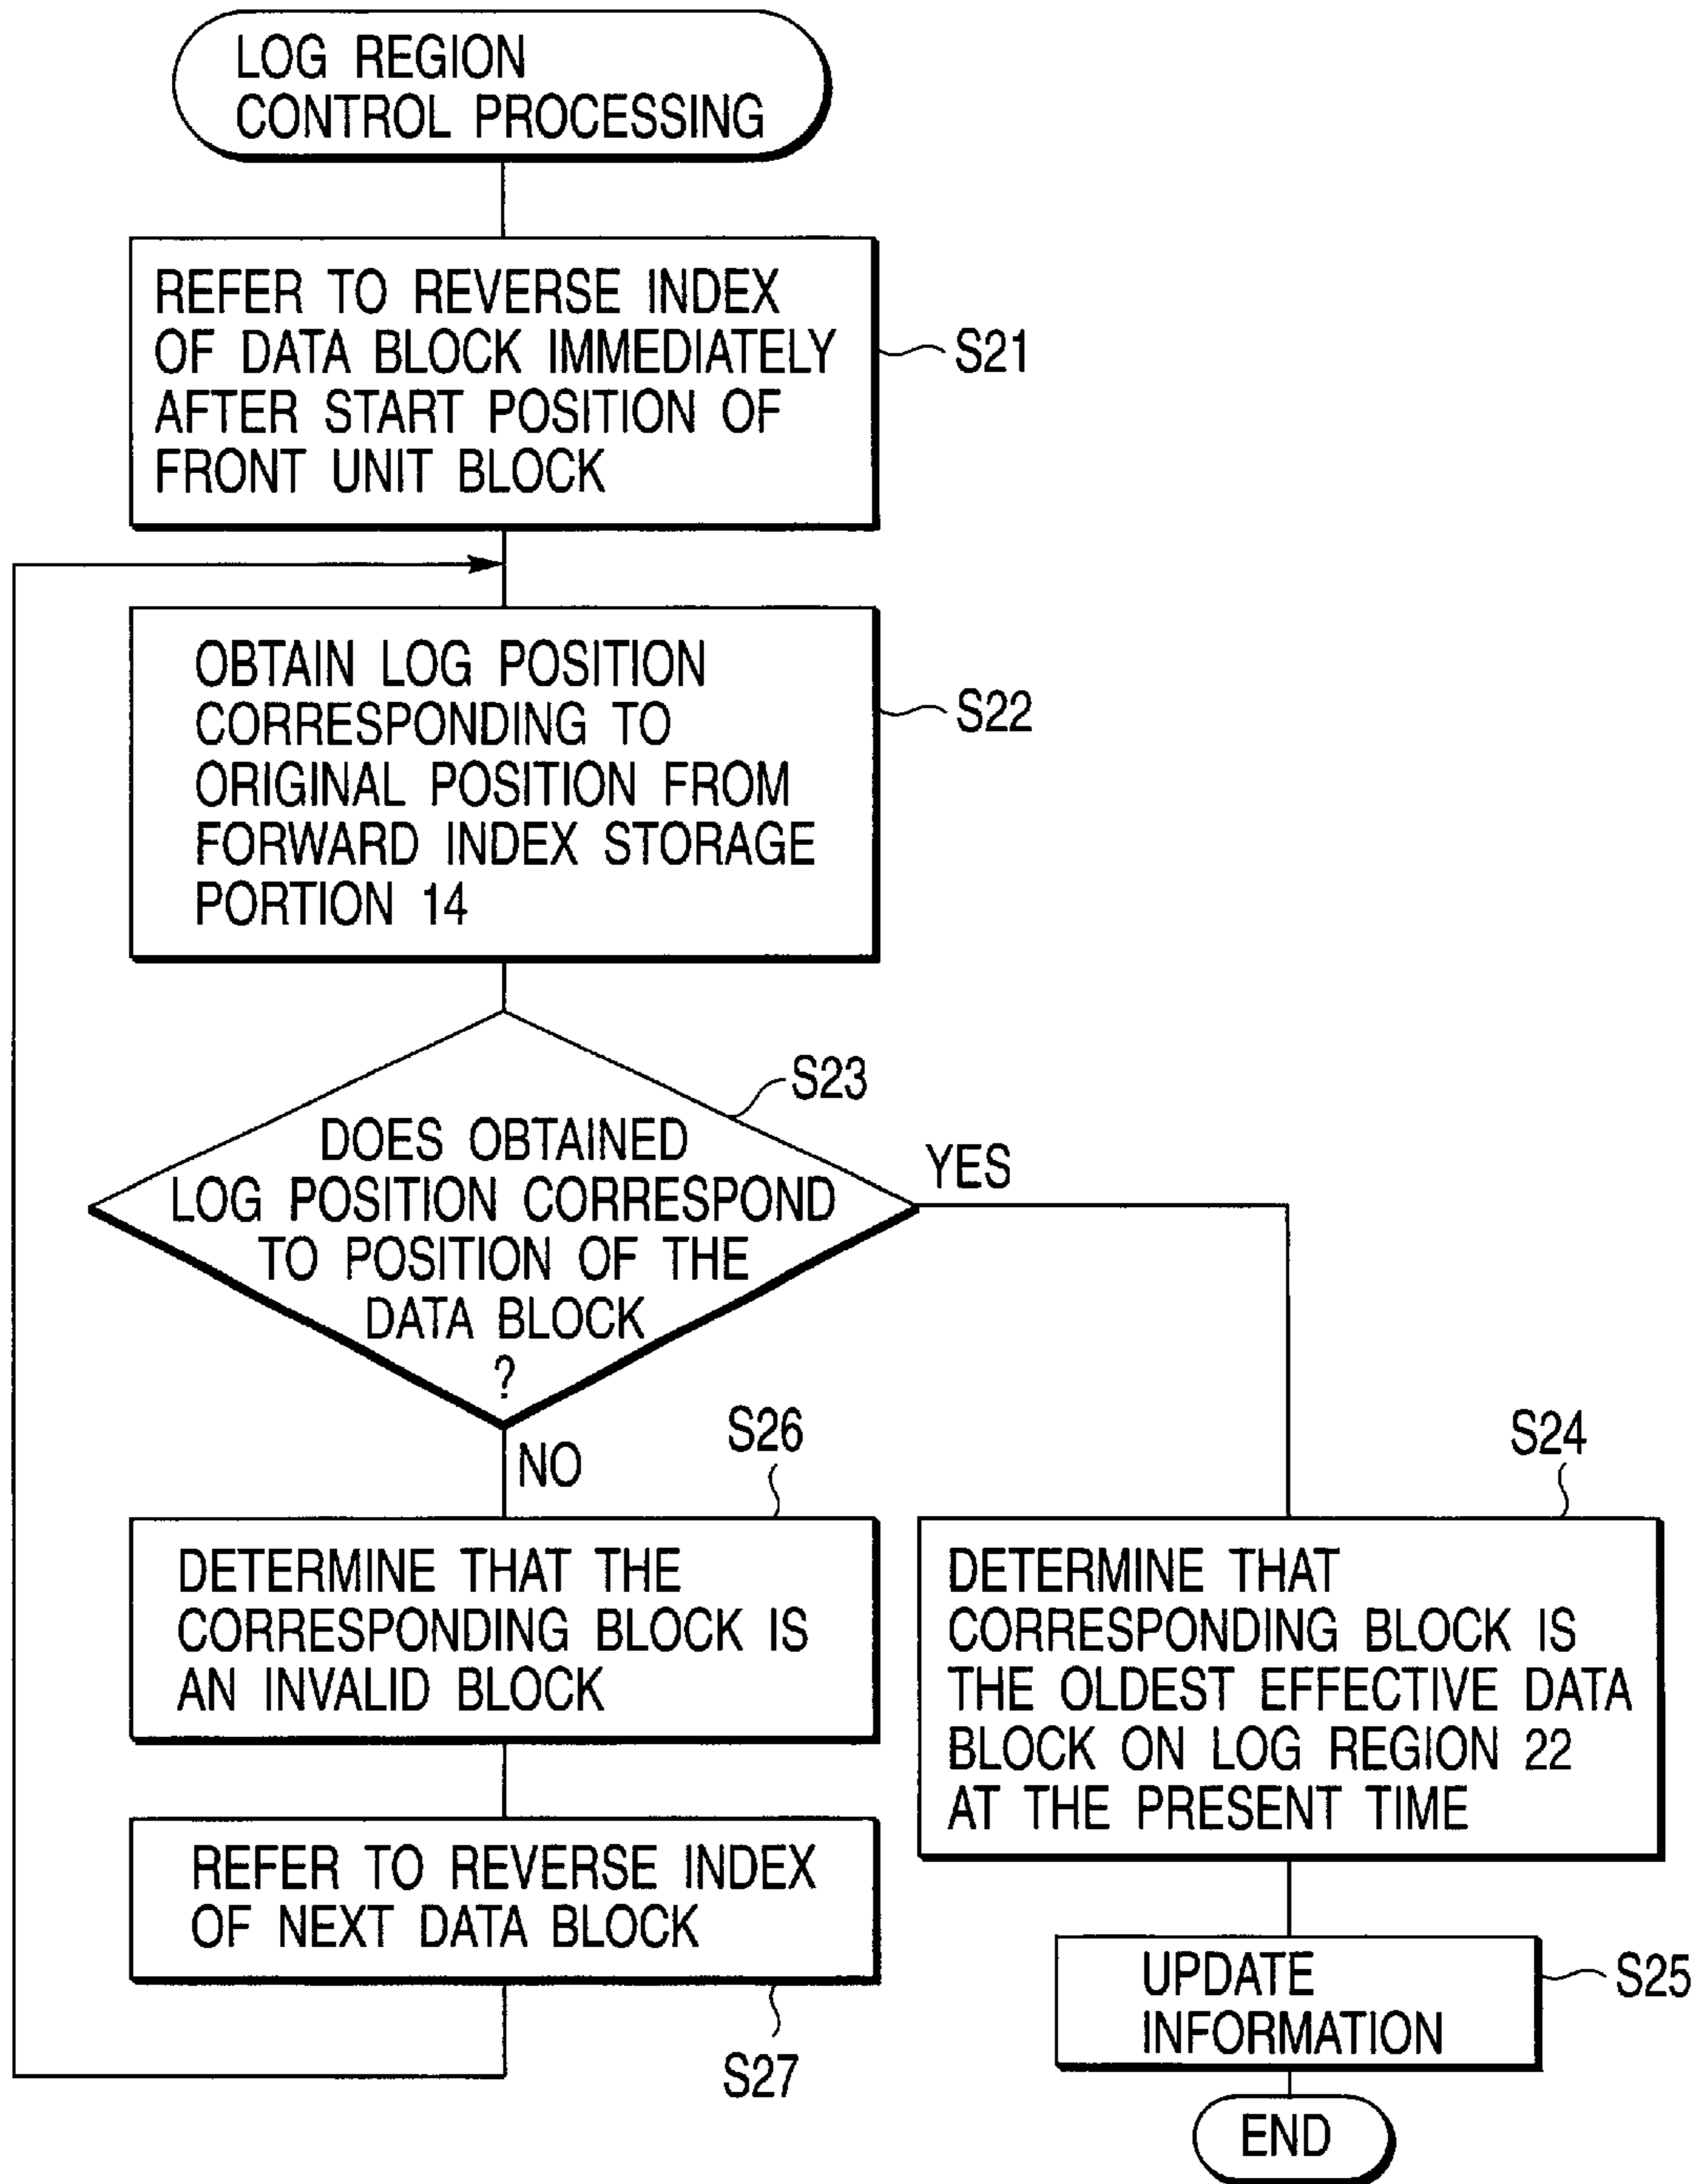 LOG REGION
CONTROL PROCESSING
REFER TO REVERSE INDEX
OF DATA BLOCK IMMEDIATELY
AFTER START POSITION OF
FRONT UNIT BLOCK
S21
OBTAIN LOG POSITION
CORRESPONDING TO
ORIGINAL POSITION FROM
FORWARD INDEX STORAGE
PORTION 14
S22
S23
DOES OBTAINED
LOG POSITION CORRESPOND
TO POSITION OF THE
DATA BLOCK
?
YES
NO
S26
DETERMINE THAT THE
CORRESPONDING BLOCK IS
AN INVALID BLOCK
REFER TO REVERSE INDEX
OF NEXT DATA BLOCK
S27
S24
DETERMINE THAT
CORRESPONDING BLOCK IS
THE OLDEST EFFECTIVE DATA
BLOCK ON LOG REGION 22
AT THE PRESENT TIME
UPDATE
INFORMATION
S25
END